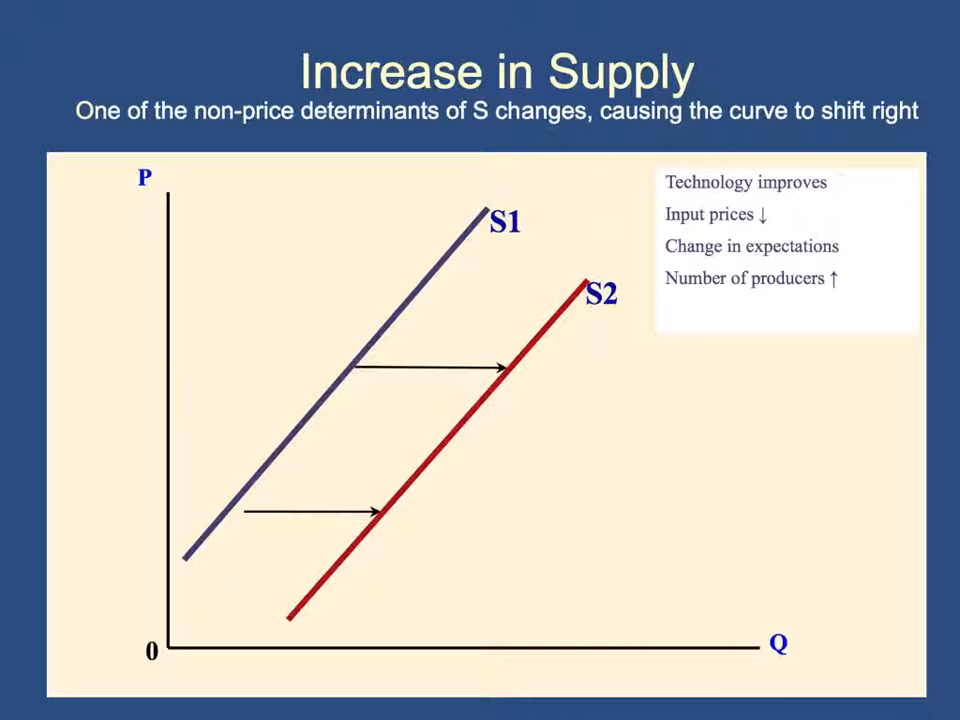 Increase in Supply
One of the non-price determinants of S changes, causing the curve to shift right
P
Technology improves
Input prices ↓
Change in expectations
Number of producers ↑
S1
S2
0
Q